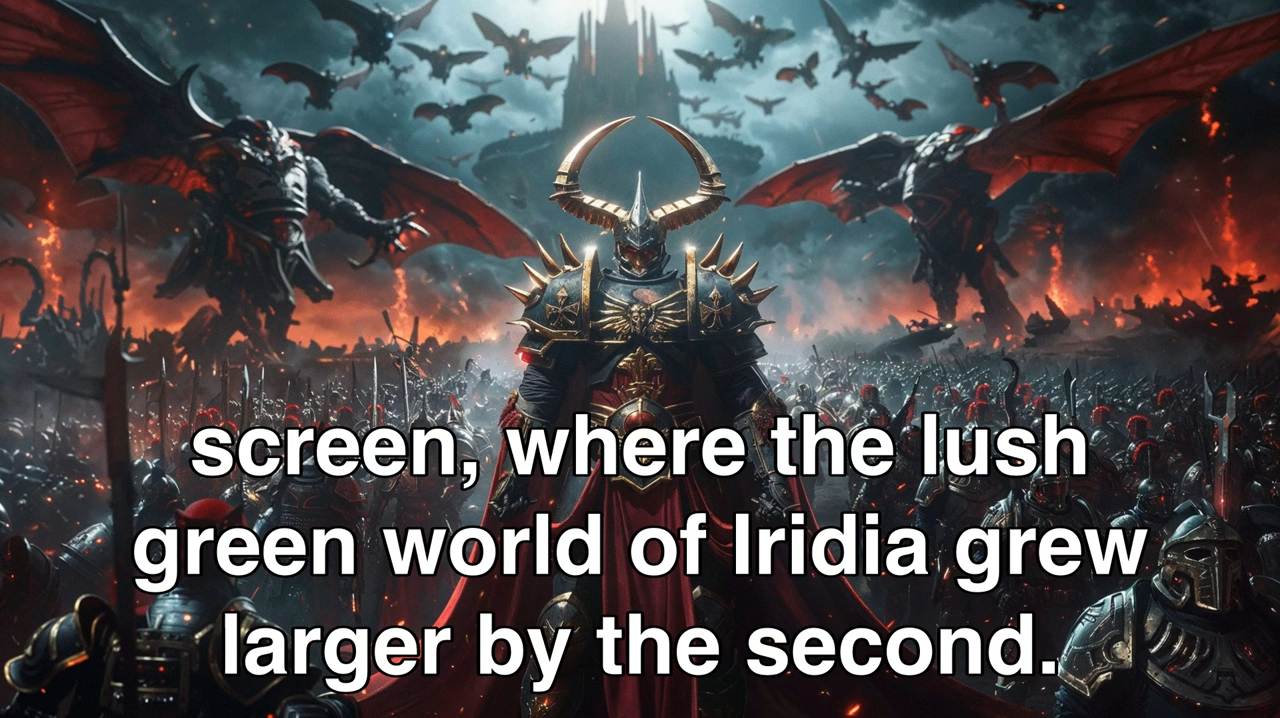 screen, where the lush
green world of Iridia grew
larger by the second.